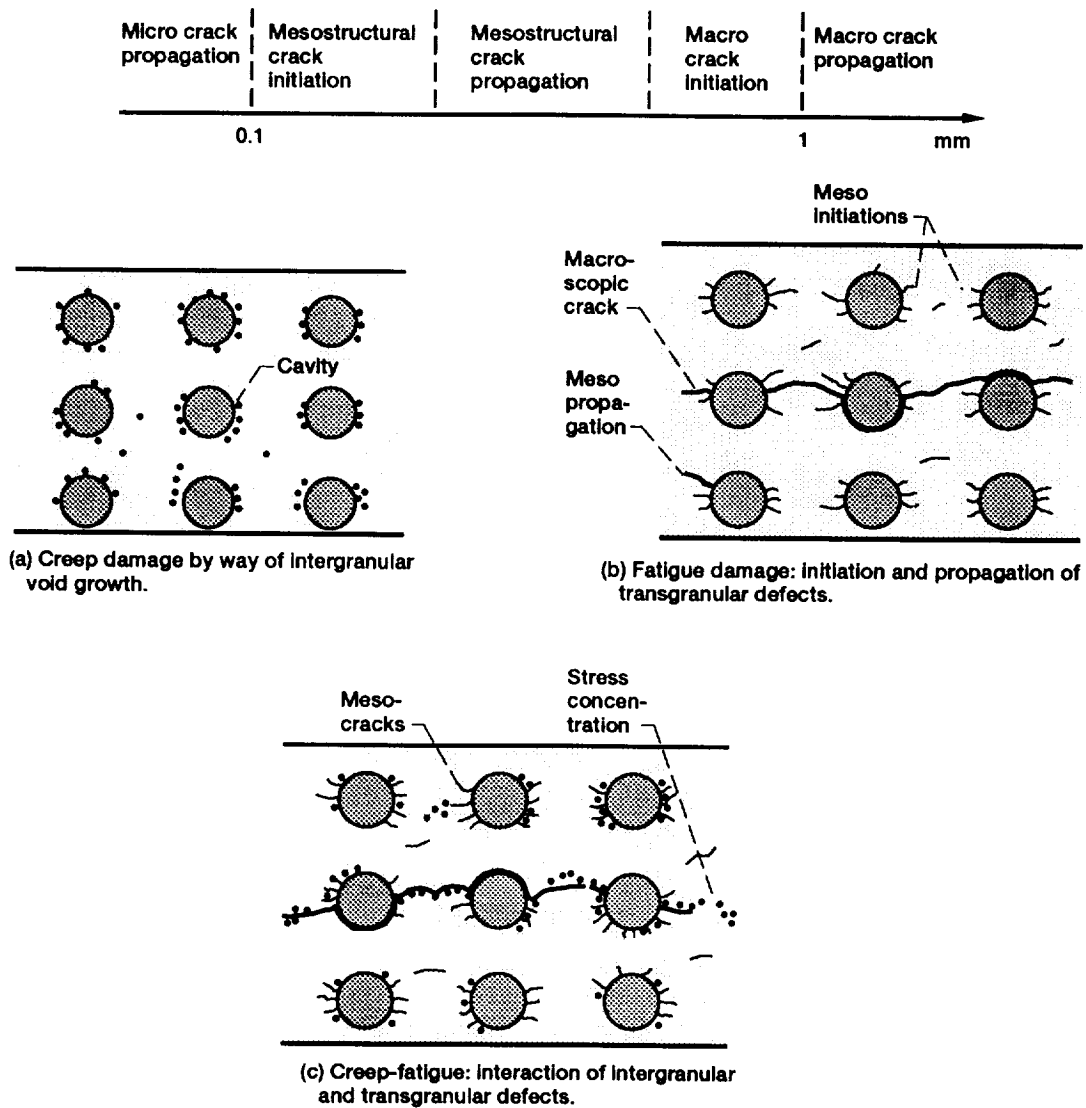 Micro crack propagation
Mesostructural crack initiation
Mesostructural crack propagation
Macro crack initiation
Macro crack propagation
0.1
1
mm
Meso initiations
Macro-
scopic
crack
Meso
propa-
gation
Cavity
(a) Creep damage by way of intergranular
void growth.
(b) Fatigue damage: initiation and propagation of
transgranular defects.
Meso-
cracks
Stress
concen-
tration
(c) Creep-fatigue: interaction of intergranular
and transgranular defects.